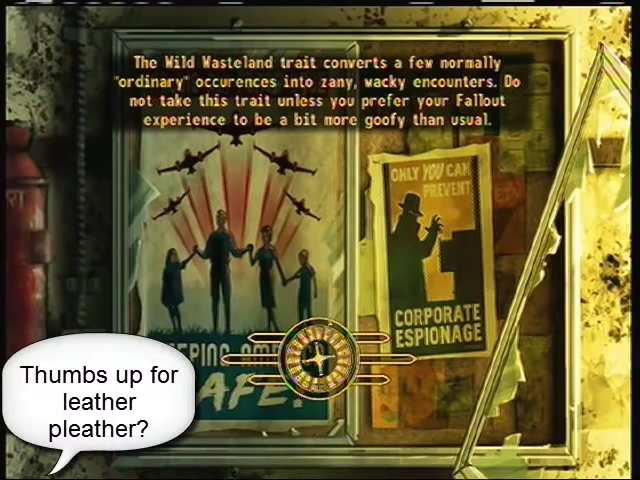 The Wild Wasteland trait converts a few normally
"ordinary" occurences into zany, wacky encounters. Do
not take this trait unless you prefer your Fallout
experience to be a bit more goofy than usual.
ONLY YOU CAN
PREVENT
CORPORATE
ESPIONAGE
Thumbs up for
leather
pleather?